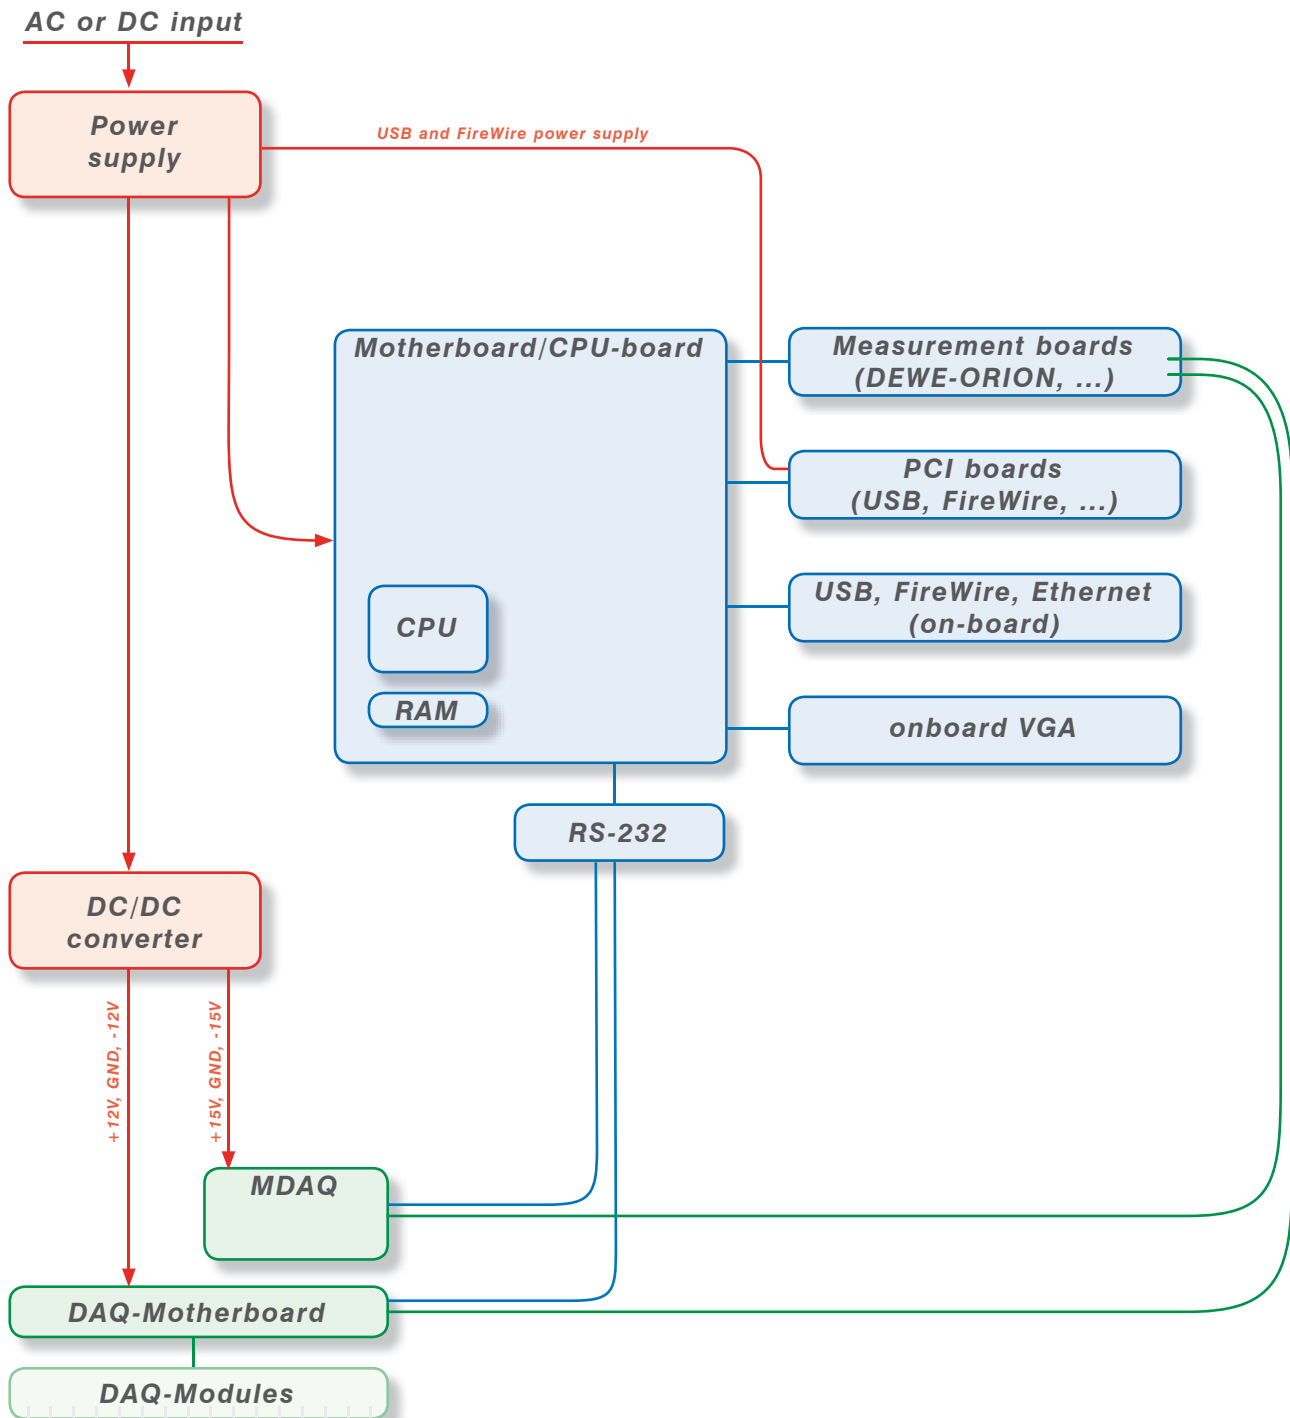 AC or DC input
Power
supply
USB and FireWire power supply
Motherboard/CPU-board
Measurement boards
(DEWE-ORION, ...)
PCI boards
(USB, FireWire, ...)
USB, FireWire, Ethernet
(on-board)
CPU
RAM
onboard VGA
RS-232
DC/DC
converter
+12V, GND, -12V
+15V, GND, -15V
MDAQ
DAQ-Motherboard
DAQ-Modules